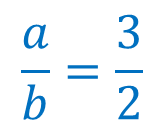 a/b = 3/2